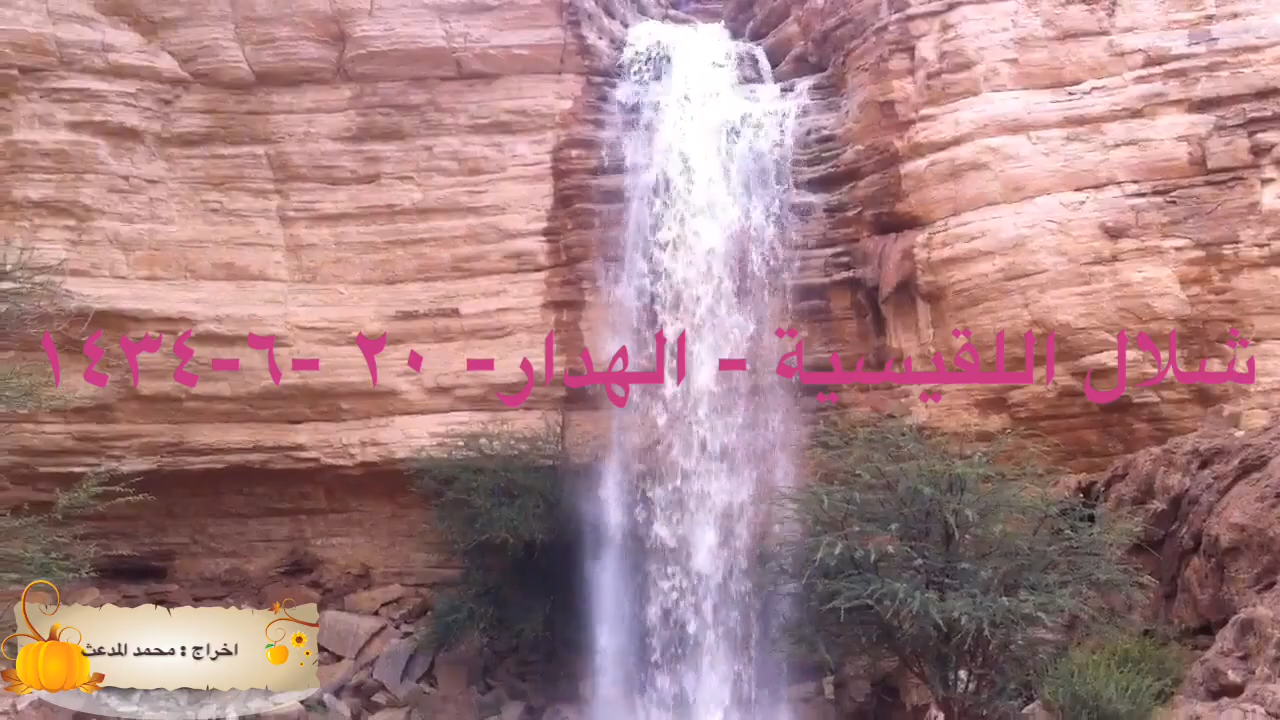 شلال اللقيسية - الهدار- ٢٠ -٦-١٤٣٤
اخراج : محمد المدعث